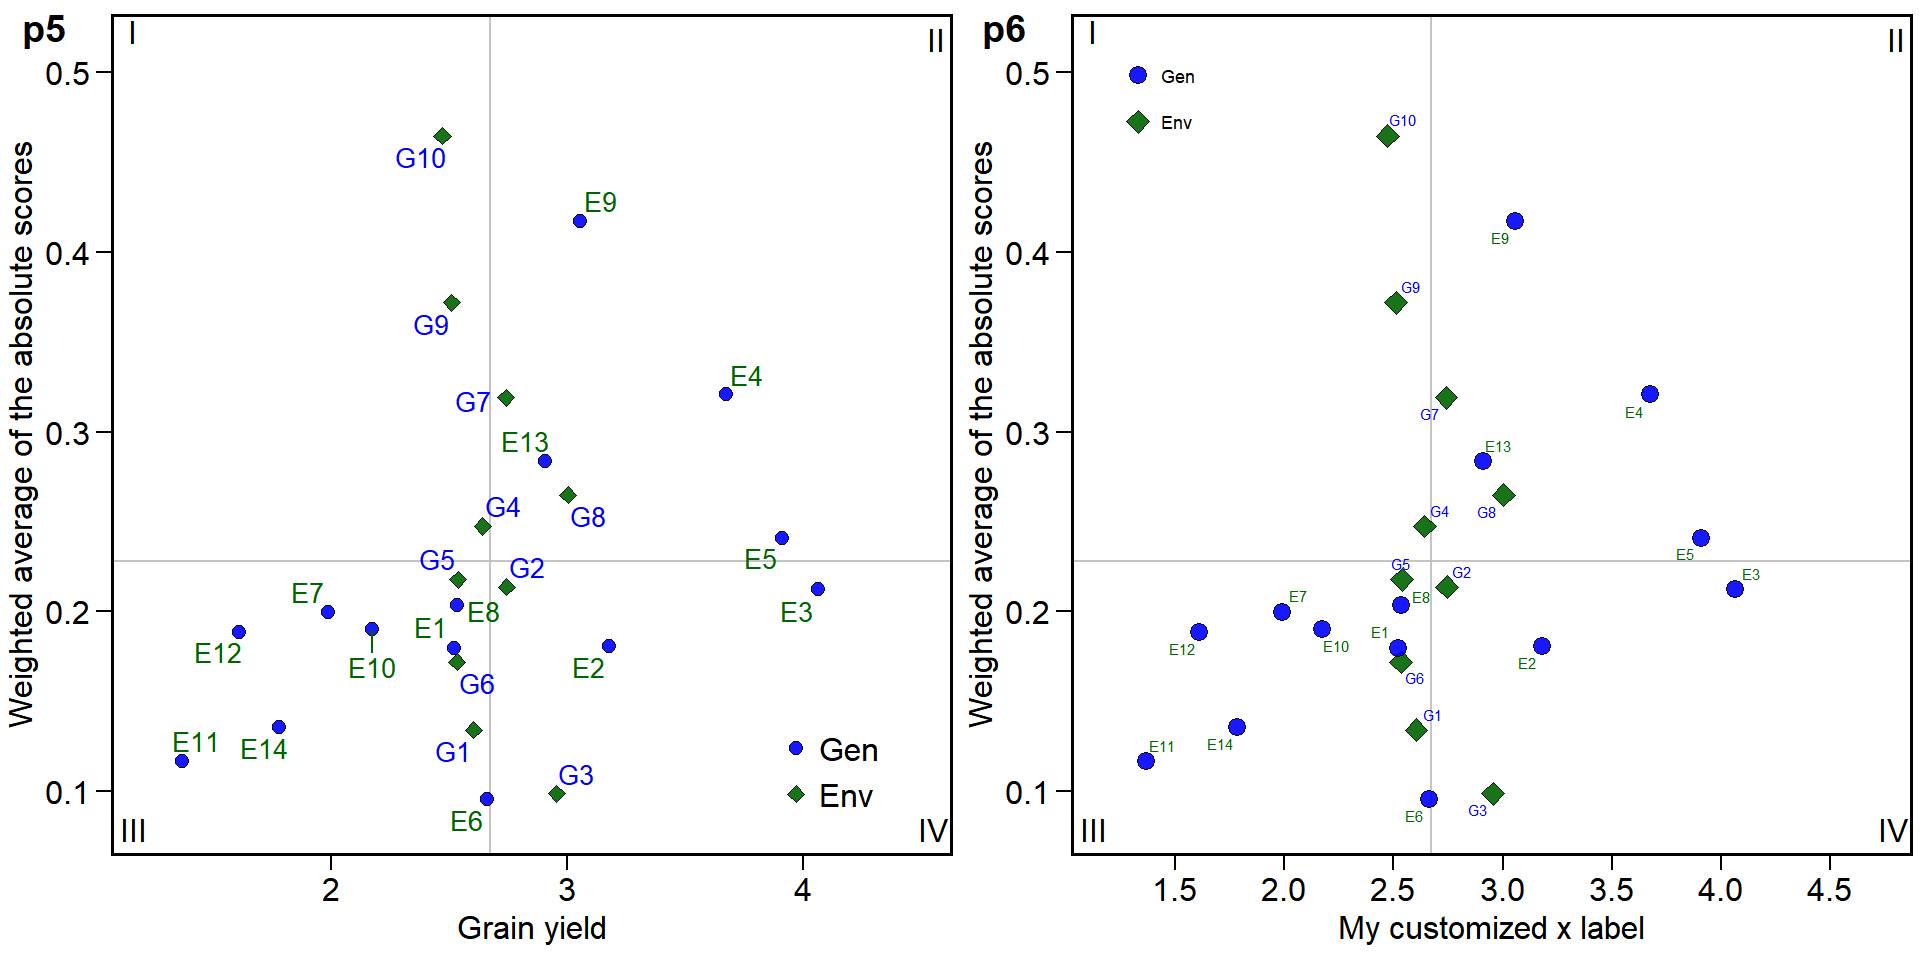 p5
I
II
0.5
0.4
0.3
0.2
0.1
Weighted average of the absolute scores
G10
E9
G9
E4
G7
E13
G4
G8
E5
G5
G2
E7
E8
E3
E1
E12
E10
E2
G6
E11
E14
G1
G3
E6
Gen
Env
III
IV
2
3
4
Grain yield
p6
I
II
Gen
Env
0.5
0.4
0.3
0.2
0.1
Weighted average of the absolute scores
G10
E9
G9
E4
G7
E13
G8
G4
E5
G5
G2
E3
E7
E8
E1
E10
E12
E2
G6
G1
E14
E11
G3
E6
III
IV
1.5
2.0
2.5
3.0
3.5
4.0
4.5
My customized x label